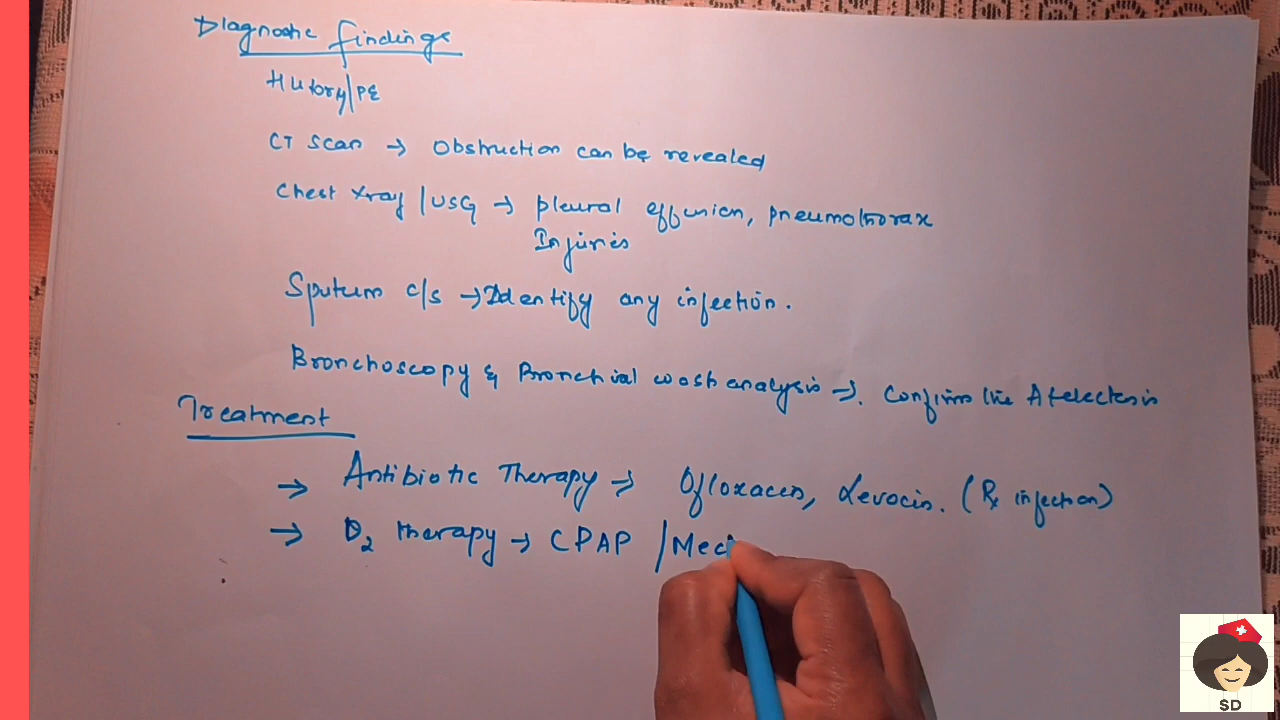 Diagnostic findings
History/PE
CT scan → Obstruction can be revealed
Chest xray /USG → pleural effusion, pneumothorax
Injuries
Sputum c/s → Identify any infection.
Bronchoscopy & Bronchial wash analysis →. Confirms the Atelectesis
Treatment
→ Antibiotic Therapy → Ofloxacin, Levocin. (Rx infection)
→ O2 therapy → CPAP /Mec
SD